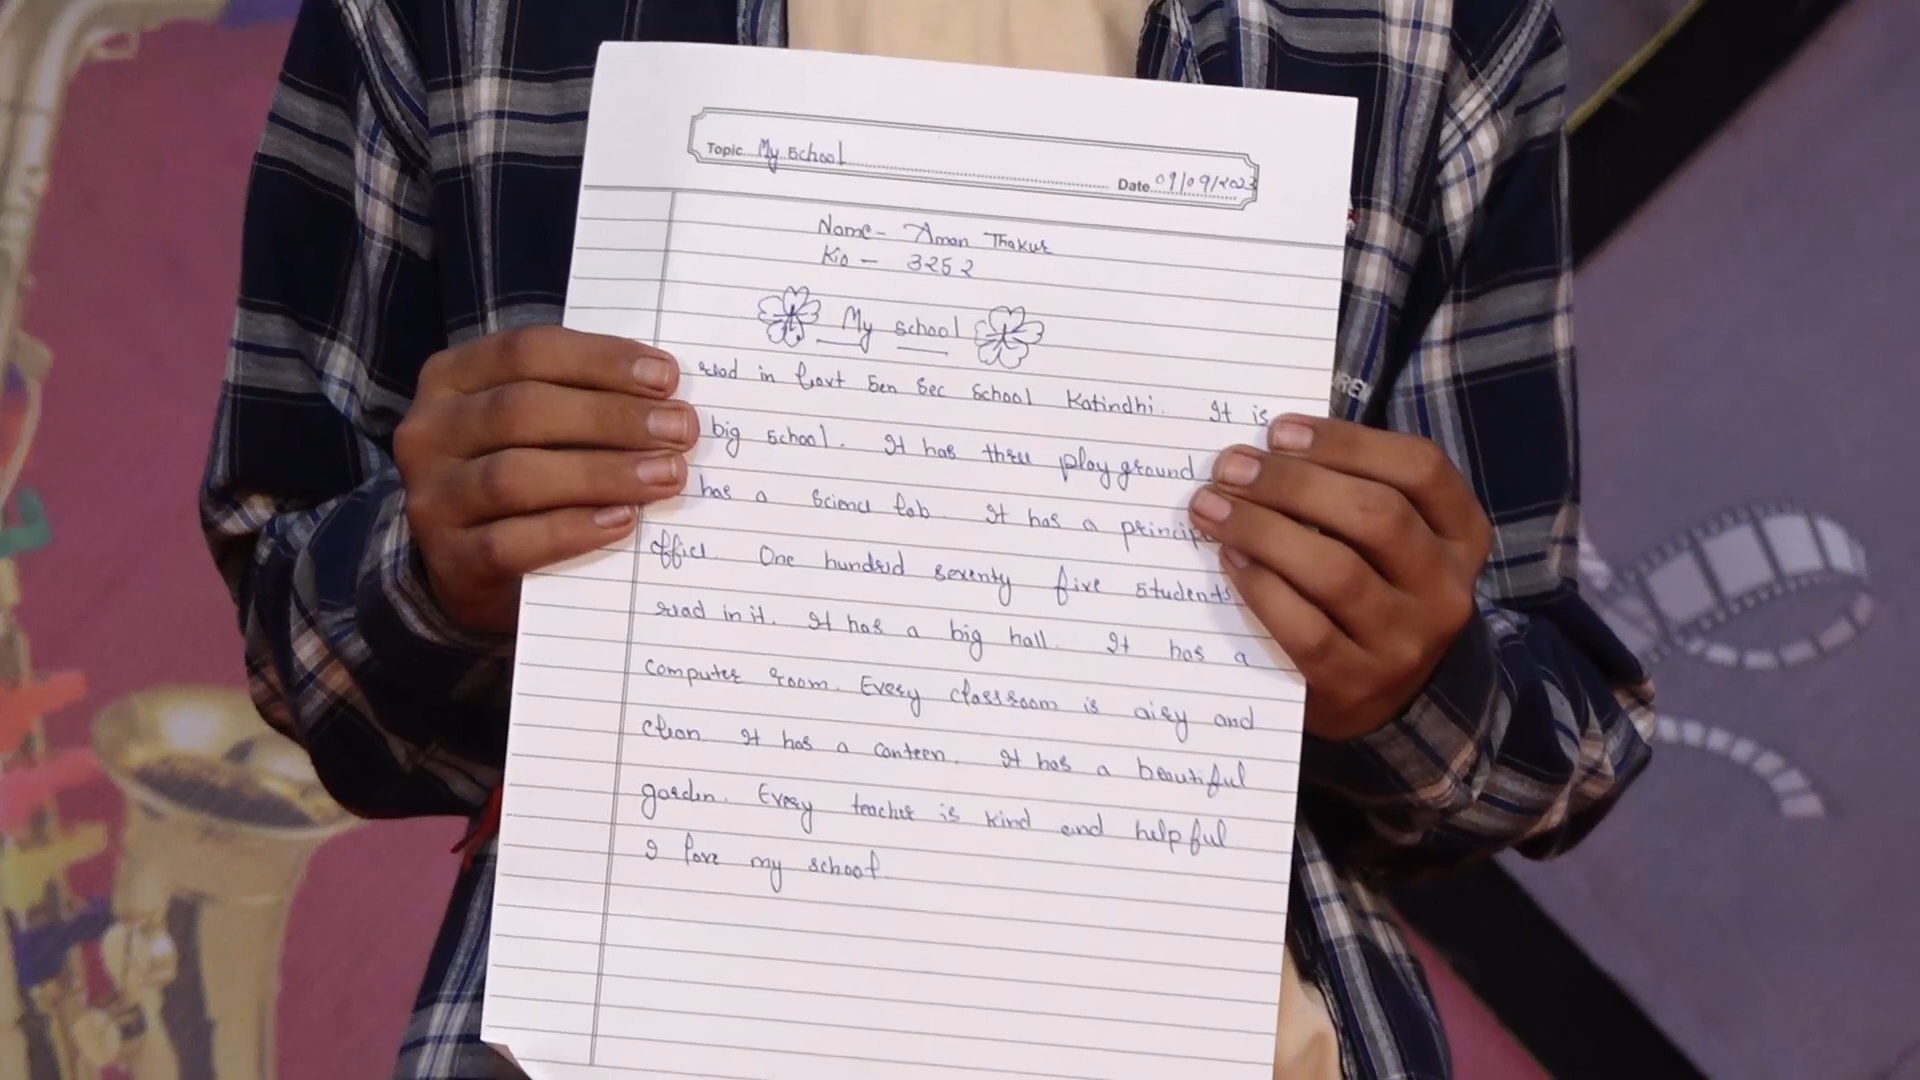 Topic My school
Date 09/09/2023
Name - Aman Thakur
KID - 3252
My school
read in Govt Sen Sec School Katindhi. It is
big school. It has three play ground
has a Science lab. It has a princip
office. One hundred seventy five students
read in it. It has a big hall. It has a
computer room. Every classroom is airy and
clean It has a canteen. It has a beautiful
garden. Every teacher is kind and helpful
I love my school